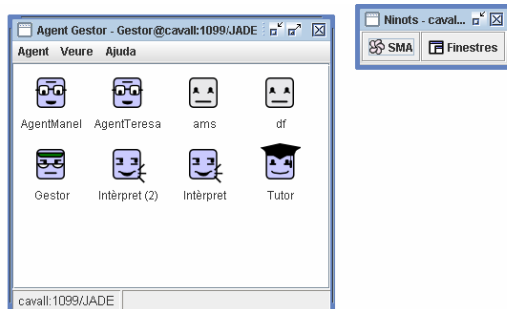 Agent Gestor - Gestor@cavall:1099/JADE
Agent Veure Ajuda
AgentManel AgentTeresa ams df
Gestor Intèrpret (2) Intèrpret Tutor
cavall:1099/JADE
Ninots - caval...
SMA Finestres